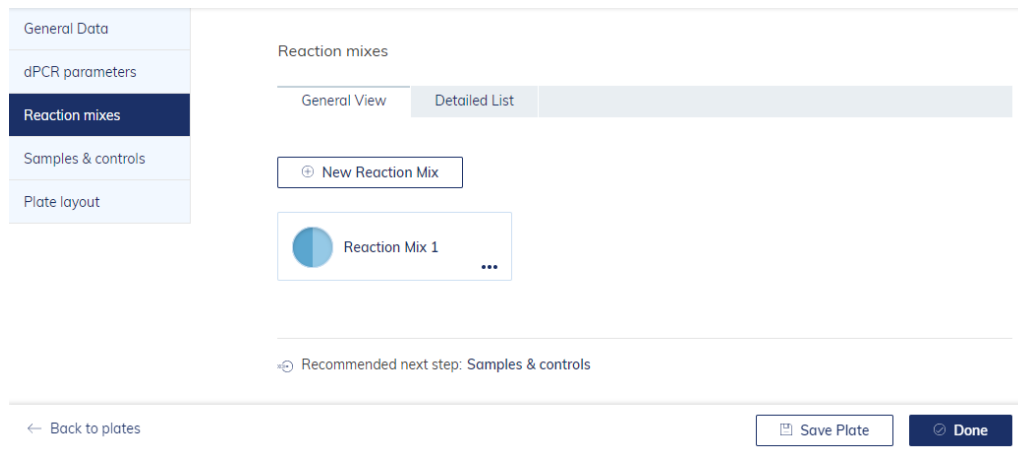 General Data
dPCR parameters
Reaction mixes
Samples & controls
Plate layout
Reaction mixes
General View
Detailed List
New Reaction Mix
Reaction Mix 1
Recommended next step: Samples & controls
Back to plates
Save Plate
Done